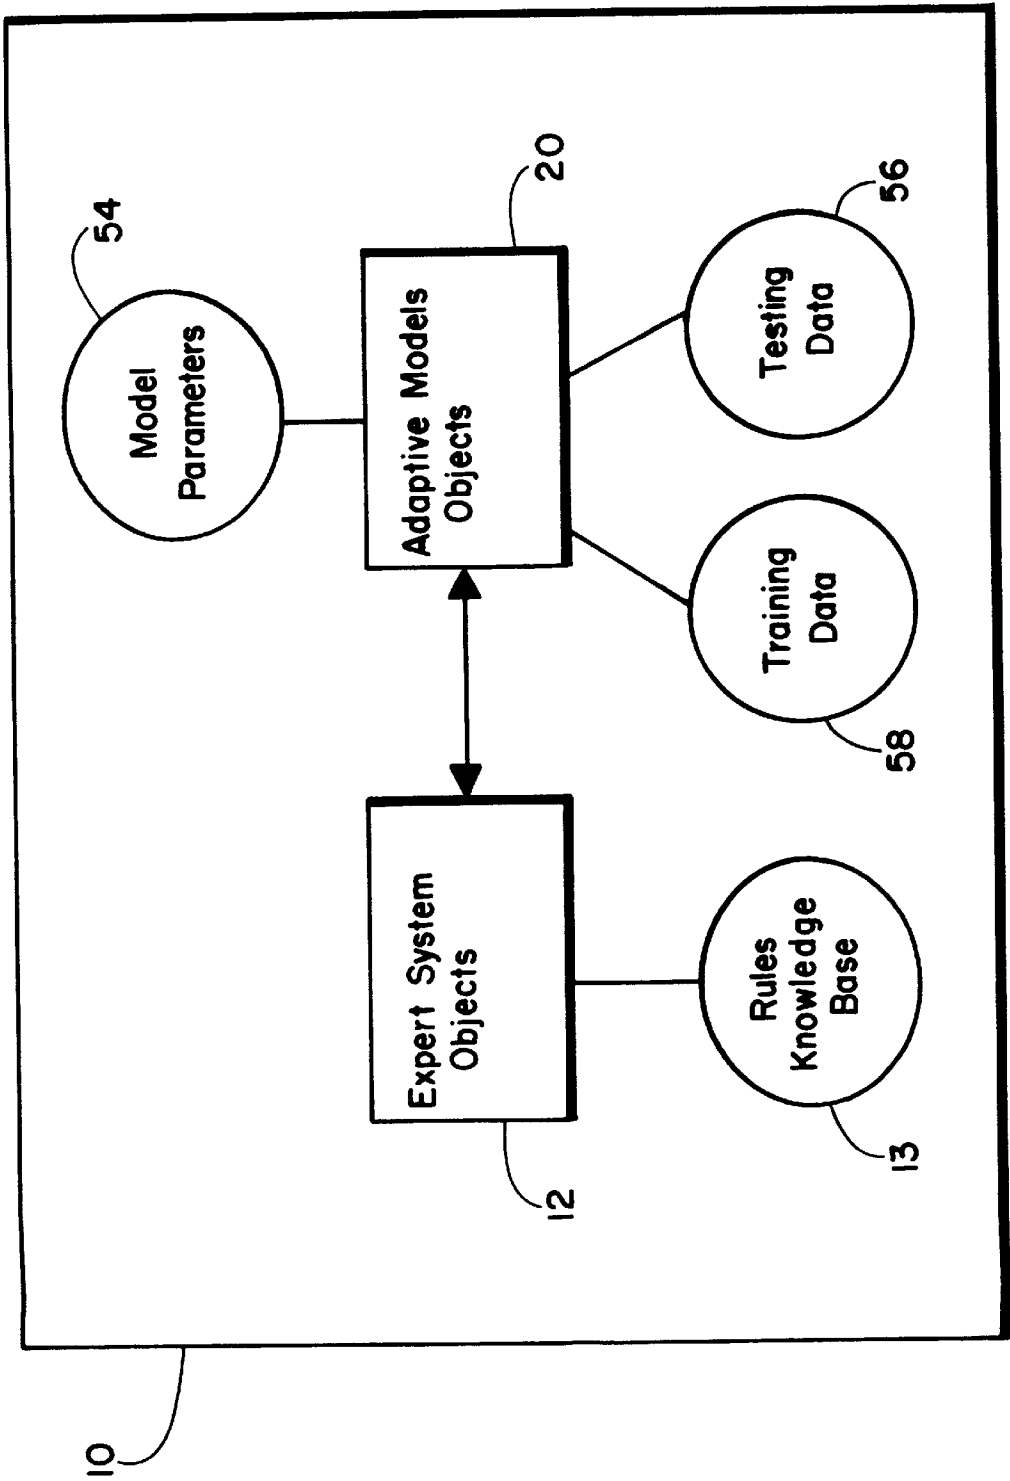 10
54
Model
Parameters
12
Expert System
Objects
20
Adaptive Models
Objects
13
Rules
Knowledge
Base
58
Training
Data
56
Testing
Data